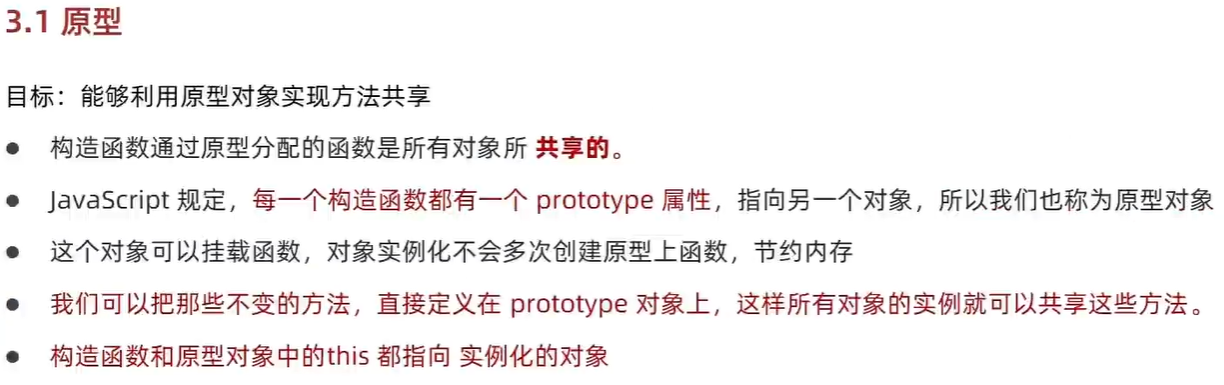 3.1 原型
目标：能够利用原型对象实现方法共享
● 构造函数通过原型分配的函数是所有对象所 共享的。
● JavaScript 规定，每一个构造函数都有一个 prototype 属性，指向另一个对象，所以我们也称为原型对象
● 这个对象可以挂载函数，对象实例化不会多次创建原型上函数，节约内存
● 我们可以把那些不变的方法，直接定义在 prototype 对象上，这样所有对象的实例就可以共享这些方法。
● 构造函数和原型对象中的this 都指向 实例化的对象